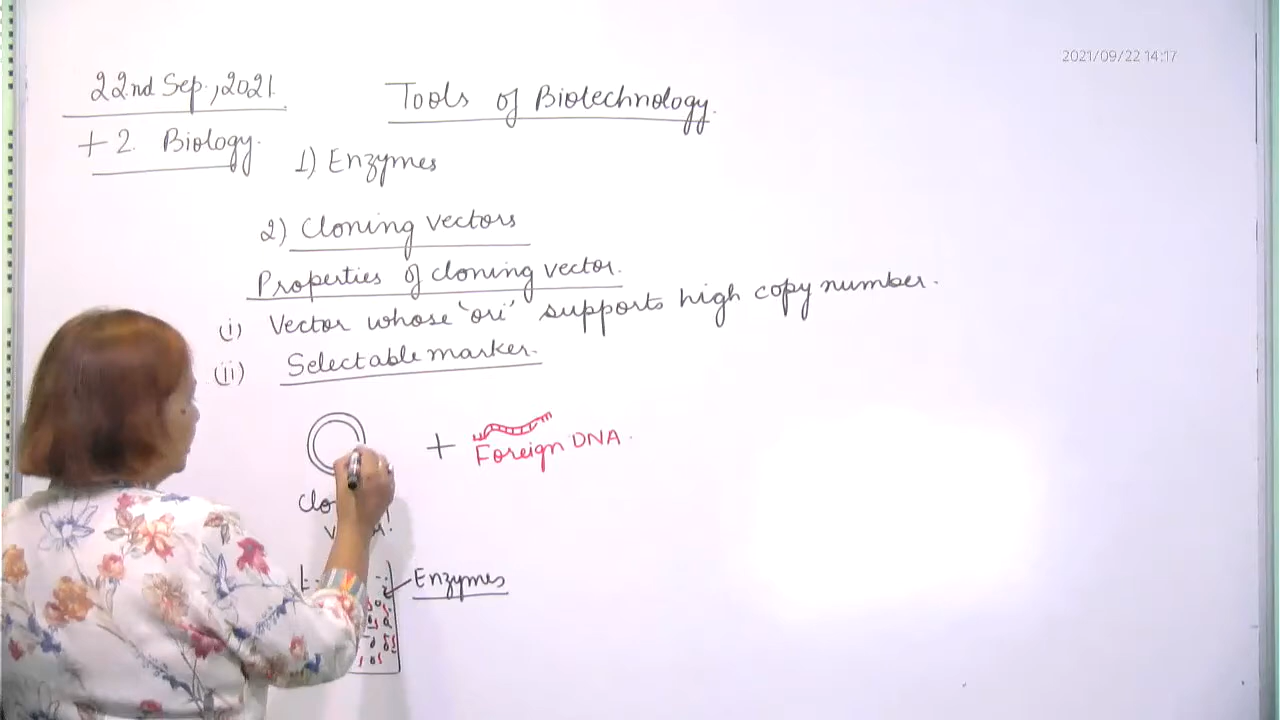 2021/09/22 14:17
22nd Sep., 2021.
Tools of Biotechnology.
+2. Biology.
1) Enzymes
2) Cloning vectors
Properties of cloning vector.
(i) Vector whose 'ori' supports high copy number.
(ii) Selectable marker.
+
Foreign DNA.
Enzymes